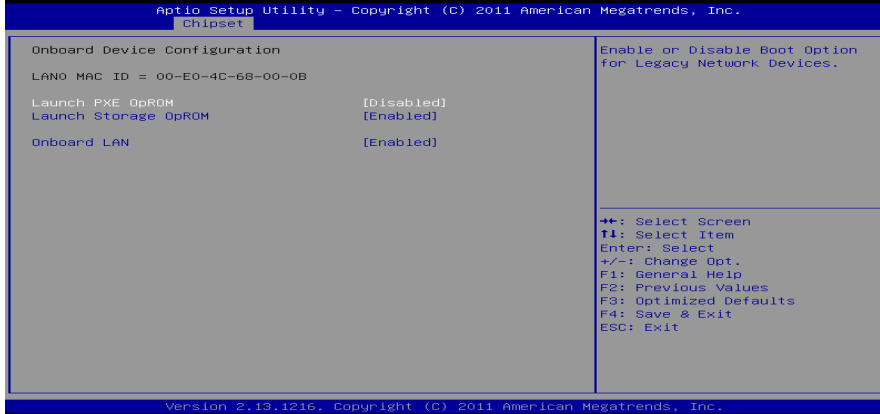 Aptio Setup Utility – Copyright (C) 2011 American Megatrends, Inc.
Chipset
Onboard Device Configuration
LAN0 MAC ID = 00-E0-4C-68-00-0B
Launch PXE OpROM [Disabled]
Launch Storage OpROM [Enabled]
Onboard LAN [Enabled]
Enable or Disable Boot Option
for Legacy Network Devices.
→←: Select Screen
↑↓: Select Item
Enter: Select
+/-: Change Opt.
F1: General Help
F2: Previous Values
F3: Optimized Defaults
F4: Save & Exit
ESC: Exit
Version 2.13.1216. Copyright (C) 2011 American Megatrends, Inc.